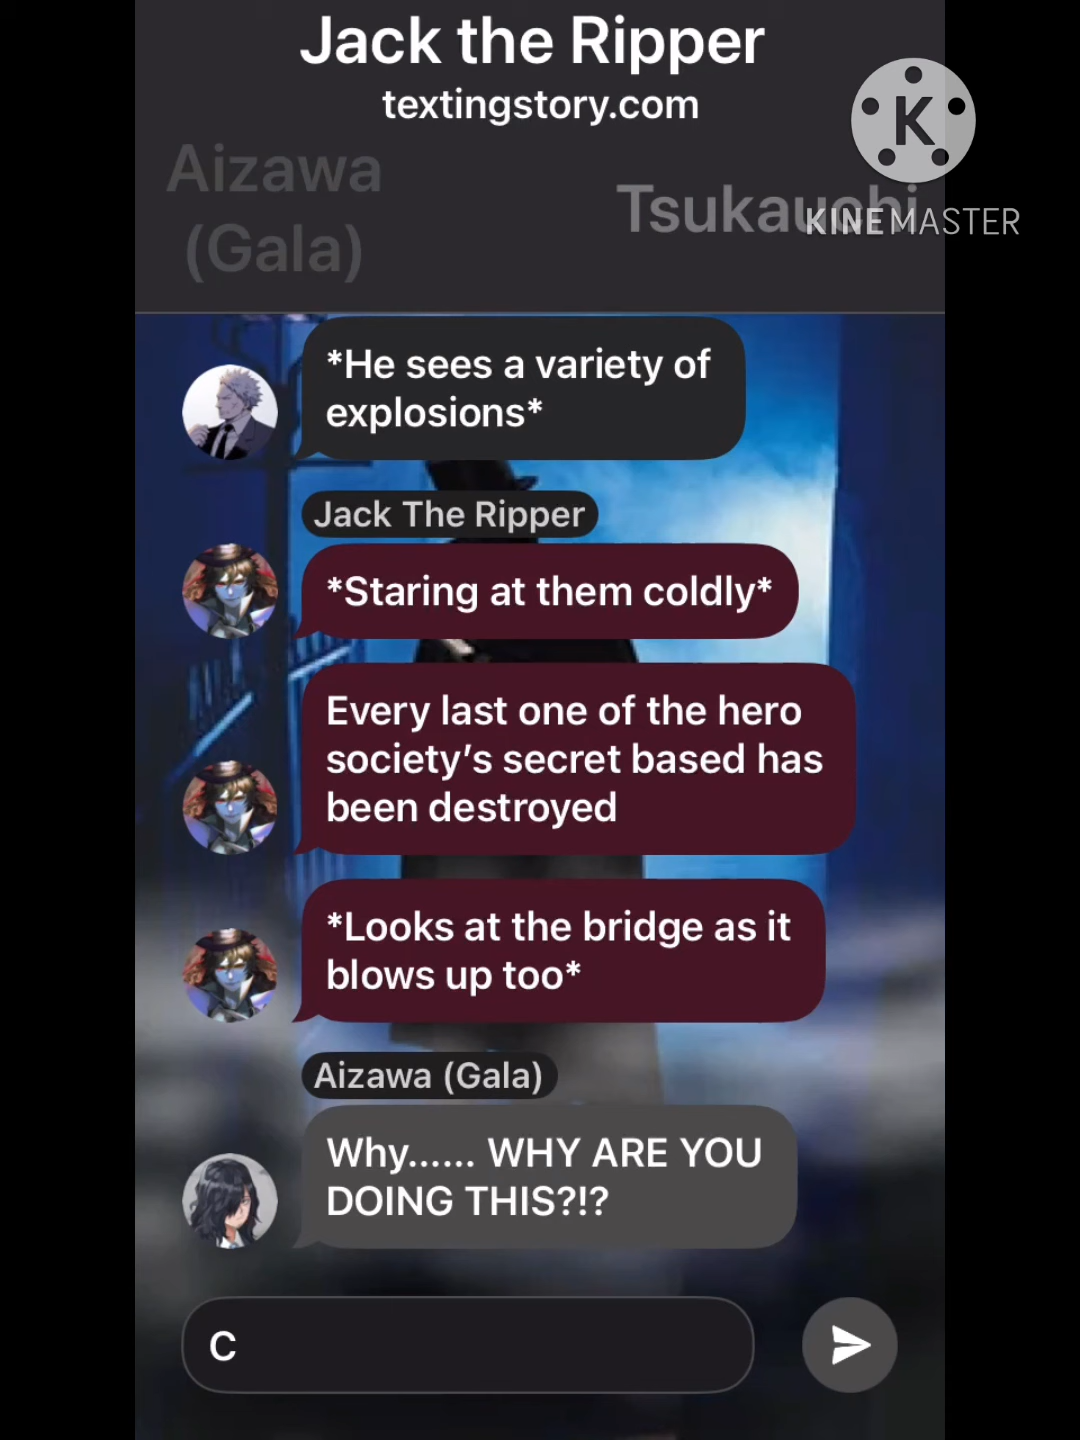 Jack the Ripper
textingstory.com
Aizawa
(Gala)
Tsukauchi
K
KINEMASTER
*He sees a variety of
explosions*
Jack The Ripper
*Staring at them coldly*
Every last one of the hero
society’s secret based has
been destroyed
*Looks at the bridge as it
blows up too*
Aizawa (Gala)
Why...... WHY ARE YOU
DOING THIS?!?
C